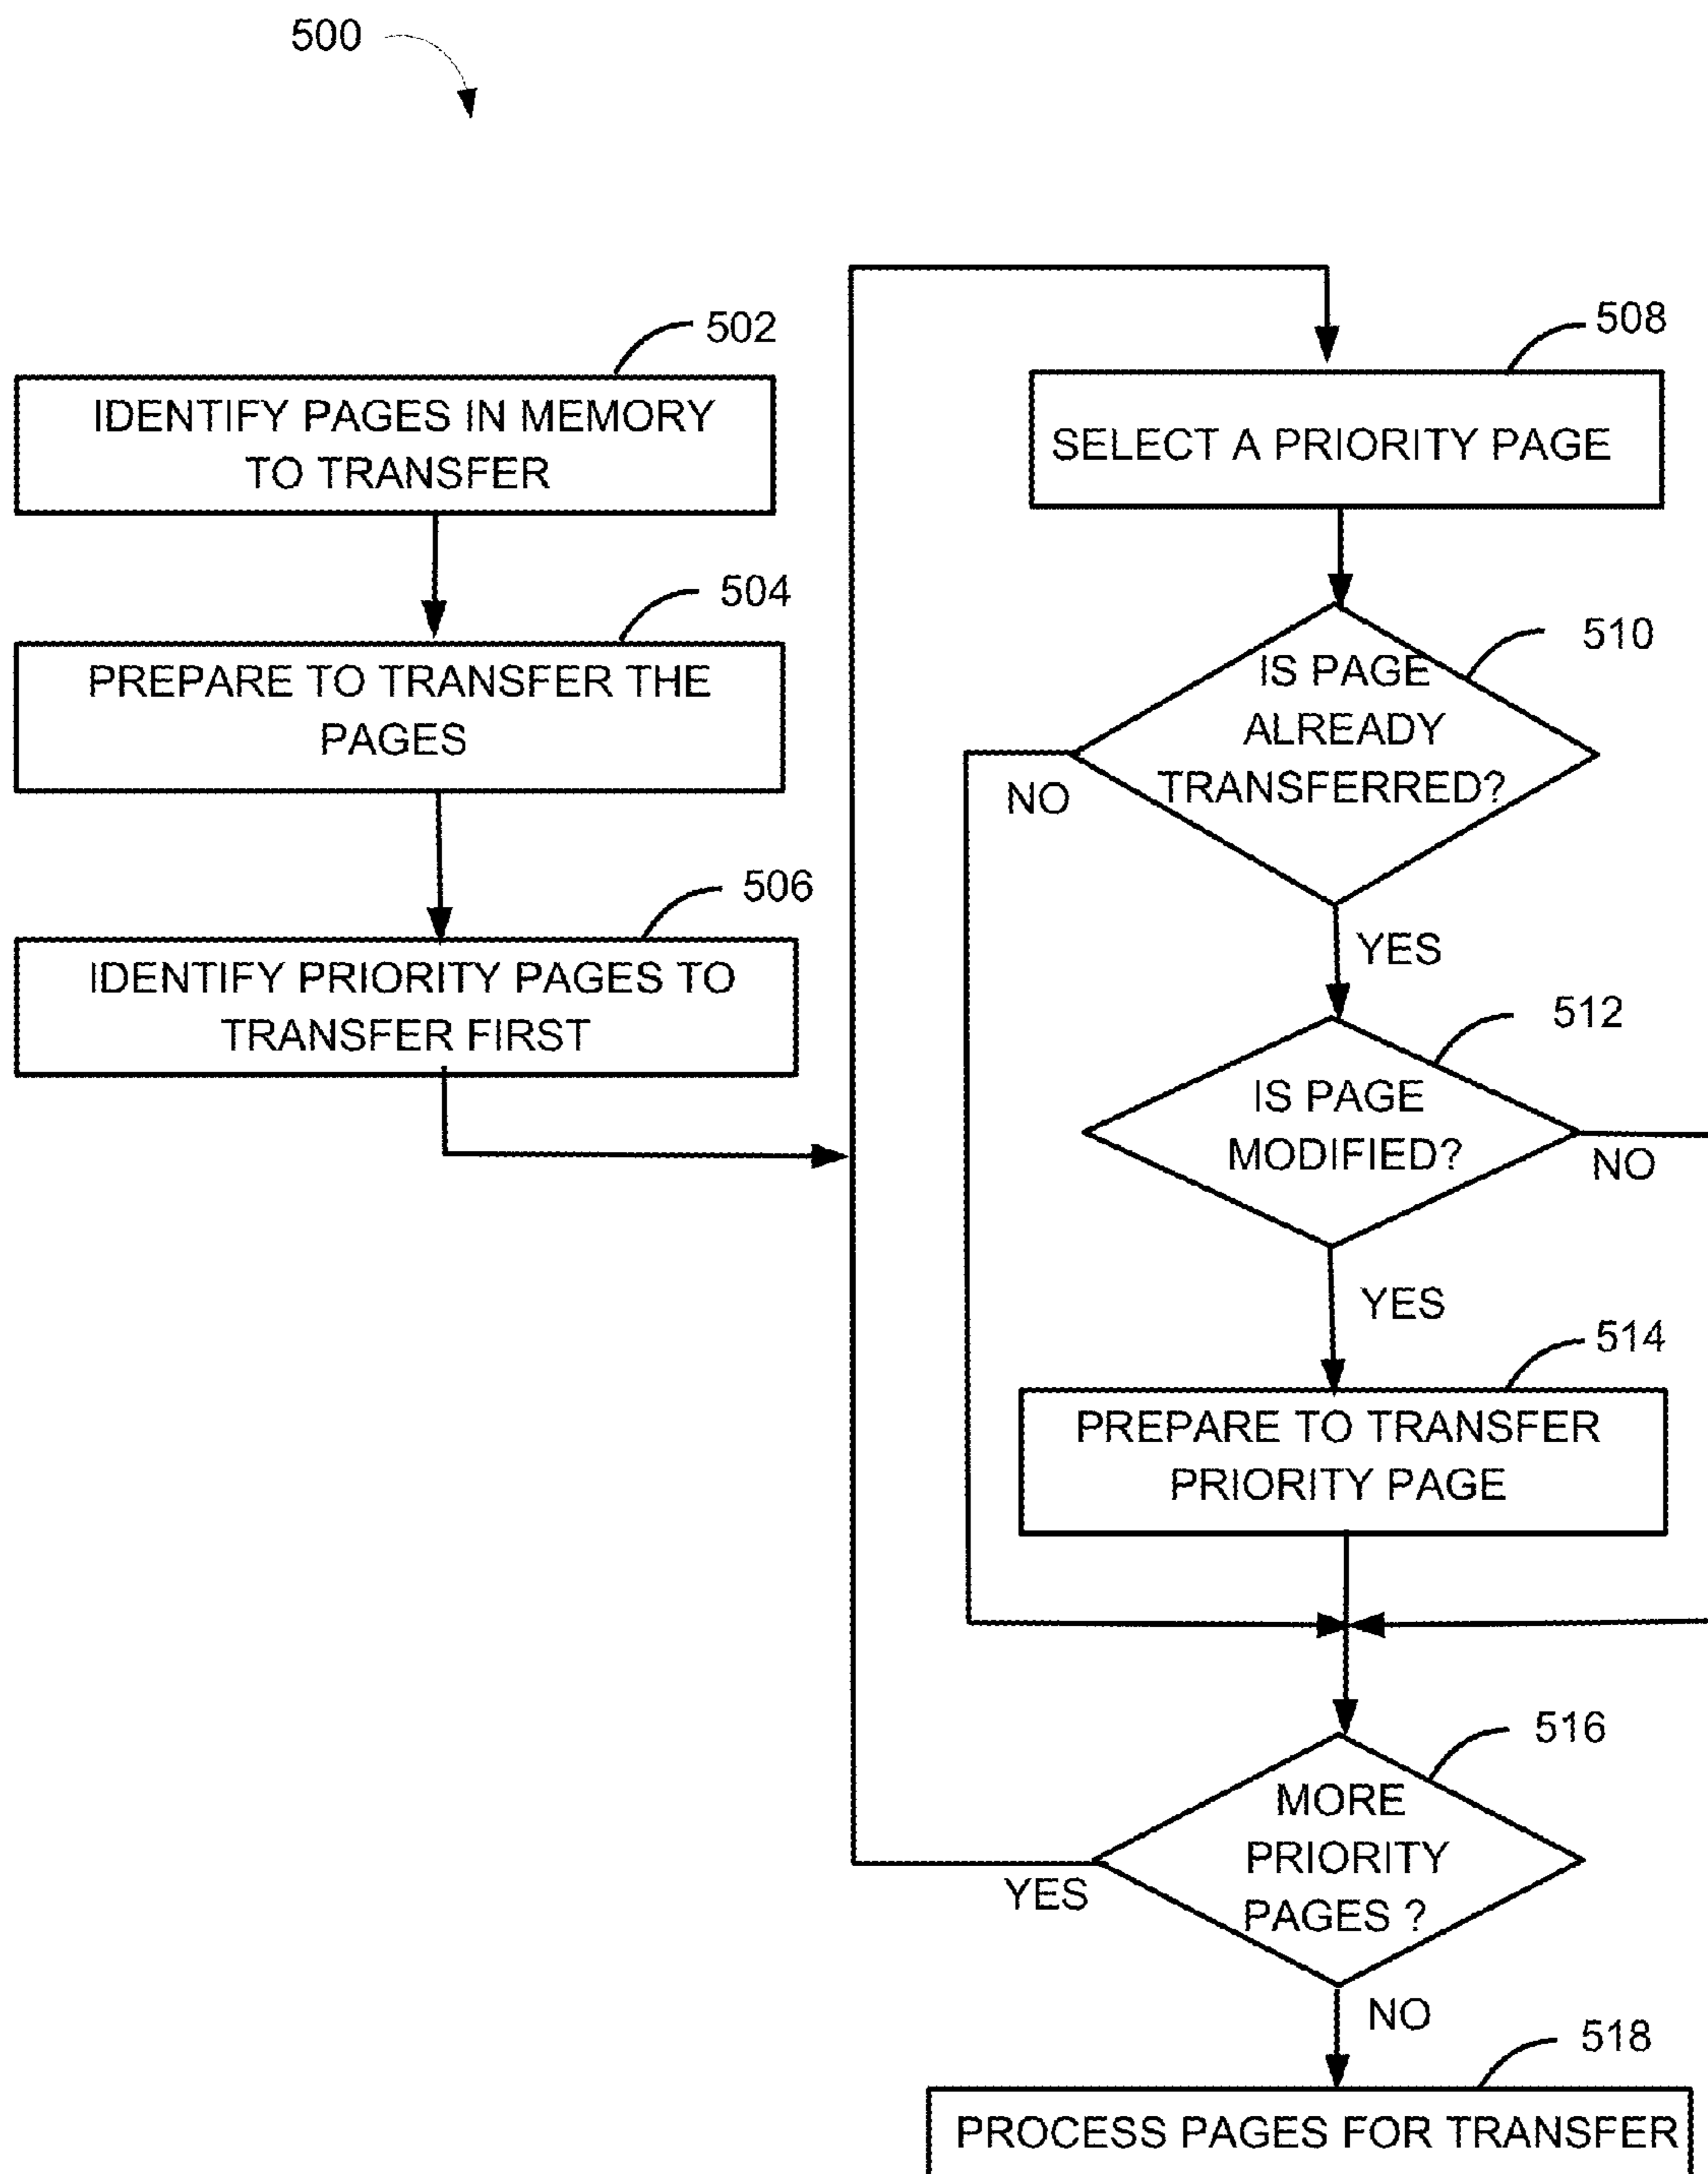 500
502
IDENTIFY PAGES IN MEMORY
TO TRANSFER
504
PREPARE TO TRANSFER THE
PAGES
506
IDENTIFY PRIORITY PAGES TO
TRANSFER FIRST
508
SELECT A PRIORITY PAGE
510
IS PAGE
ALREADY
TRANSFERRED?
NO
YES
512
IS PAGE
MODIFIED?
NO
YES
514
PREPARE TO TRANSFER
PRIORITY PAGE
516
MORE
PRIORITY
PAGES ?
YES
NO
518
PROCESS PAGES FOR TRANSFER